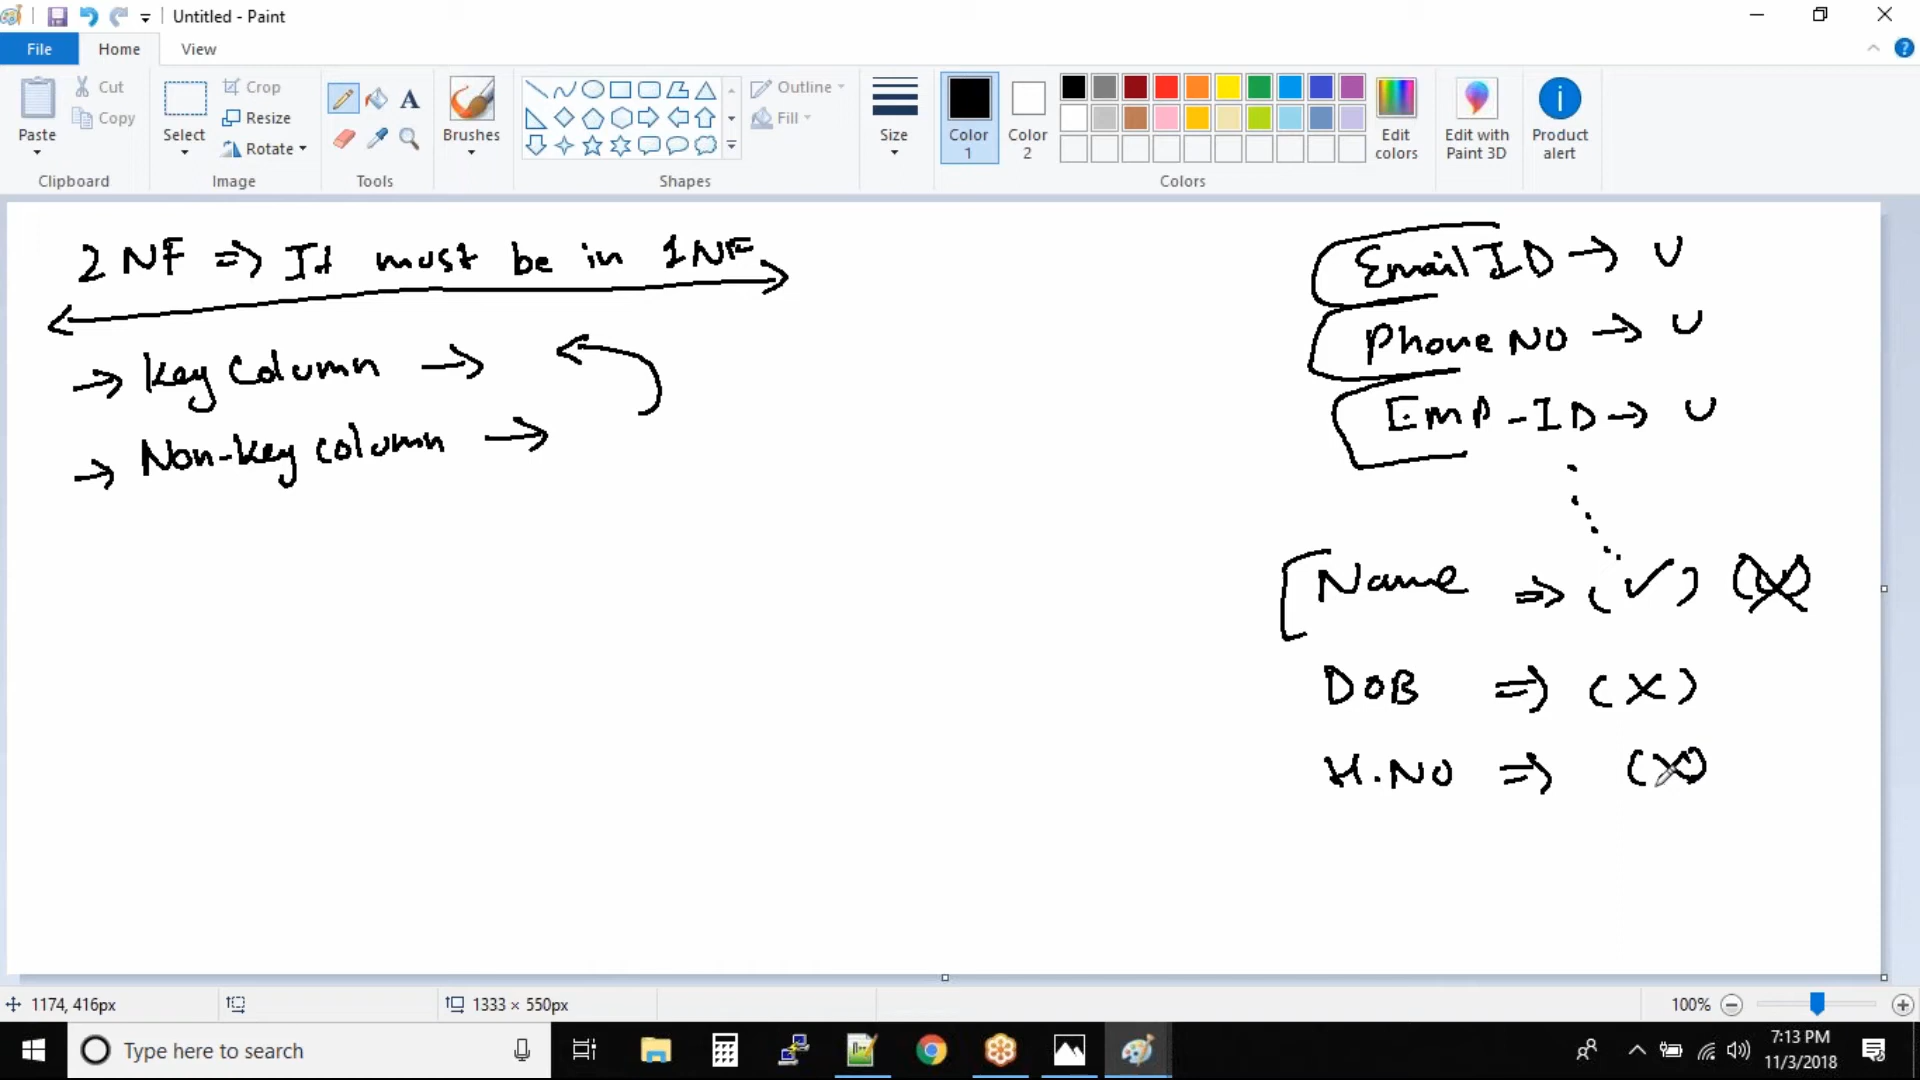 Untitled - Paint
File Home View
Paste
Cut
Copy
Clipboard
Select
Crop
Resize
Rotate
Image
A
Tools
Brushes
Shapes
Outline
Fill
Size
Color 1
Color 2
Edit colors
Colors
Edit with Paint 3D
Product alert
2 NF => It must be in 1NF
→ Key Column →
→ Non-key column →
Email ID → U
Phone NO → U
EMP-ID → U
Name => (✓) (X)
DOB => (X)
H.NO => (X)
1174, 416px
1333 × 550px
100%
Type here to search
7:13 PM
11/3/2018